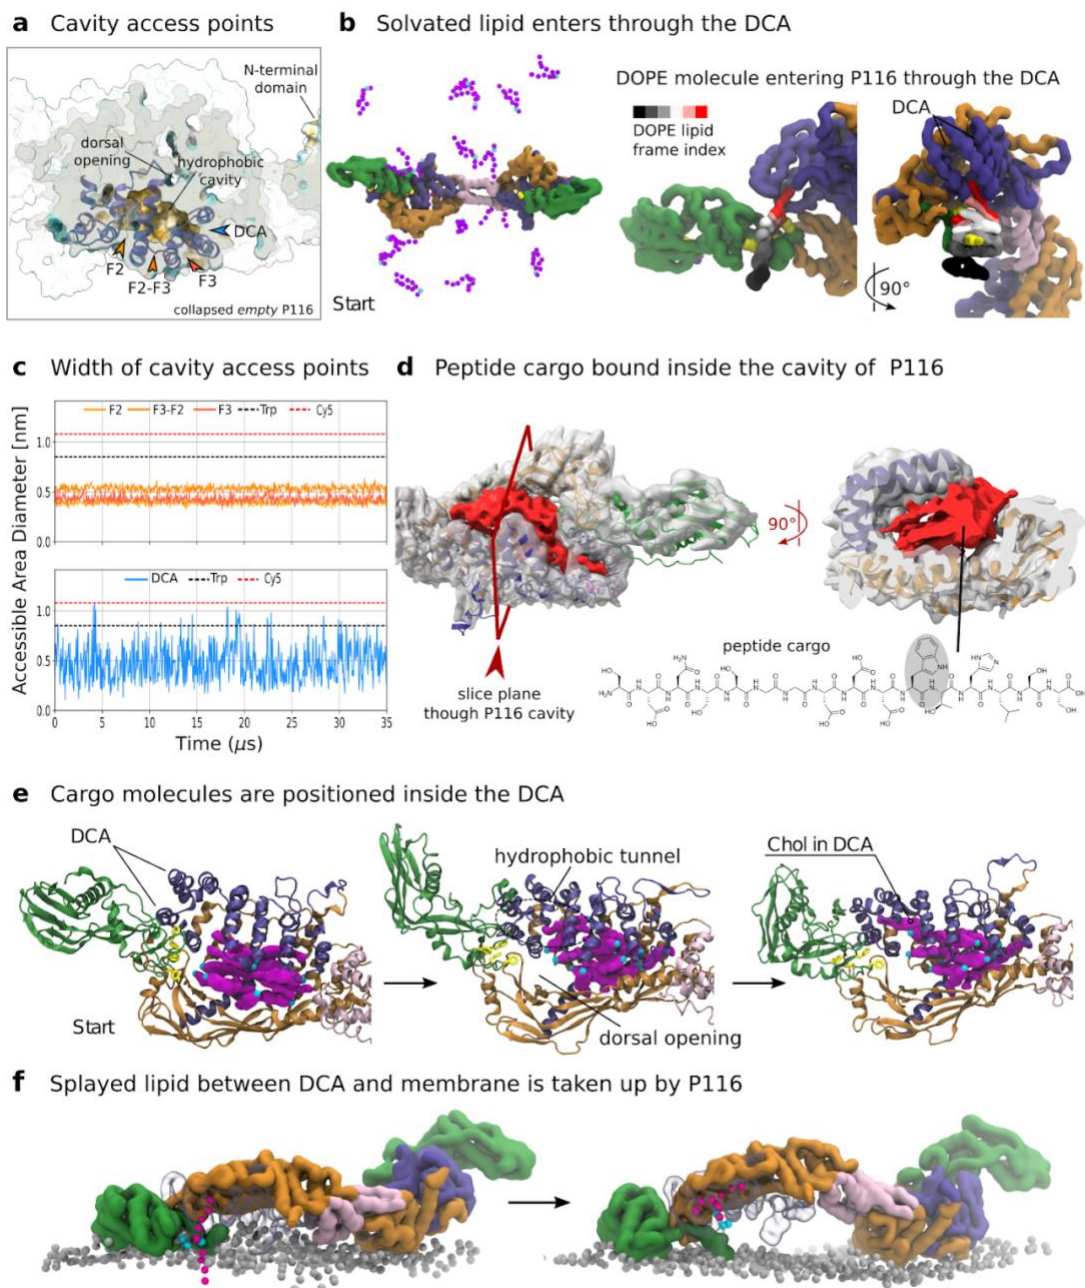 a Cavity access points
N-terminal
domain
dorsal
opening
hydrophobic
cavity
DCA
F2
F3
F2-F3
collapsed empty P116
b Solvated lipid enters through the DCA
DOPE molecule entering P116 through the DCA
DCA
DOPE lipid
frame index
Start
90°
c Width of cavity access points
F2 F3-F2 F3 Trp Cy5
1.0
0.5
0.0
DCA Trp Cy5
1.0
0.5
0.0
0 5 10 15 20 25 30 35
Time (μs)
Accessible Area Diameter [nm]
d Peptide cargo bound inside the cavity of P116
90°
slice plane
though P116 cavity
peptide cargo
e Cargo molecules are positioned inside the DCA
DCA
Start
hydrophobic tunnel
dorsal opening
Chol in DCA
f Splayed lipid between DCA and membrane is taken up by P116